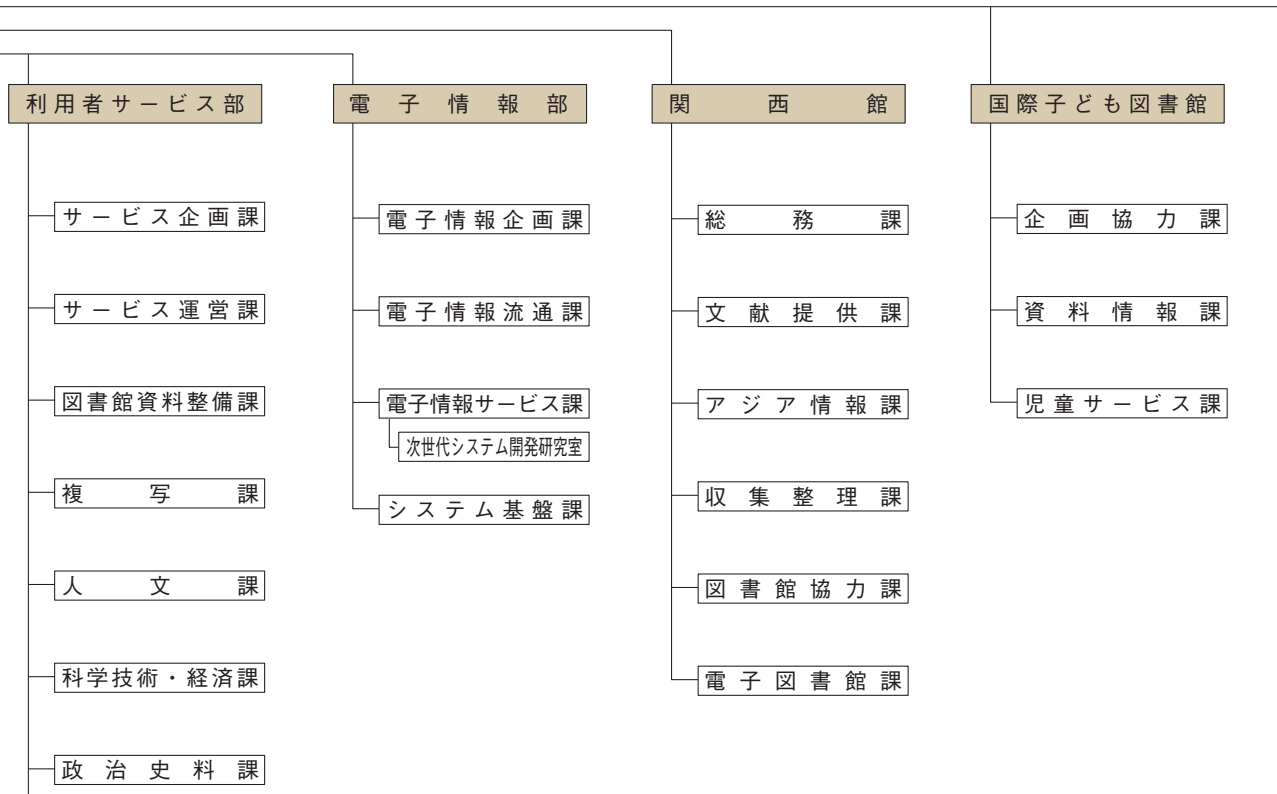 利用者サービス部
サービス企画課
サービス運営課
図書館資料整備課
複写課
人文課
科学技術・経済課
政治史料課
電子情報部
電子情報企画課
電子情報流通課
電子情報サービス課
次世代システム開発研究室
システム基盤課
関西館
総務課
文献提供課
アジア情報課
収集整理課
図書館協力課
電子図書館課
国際子ども図書館
企画協力課
資料情報課
児童サービス課